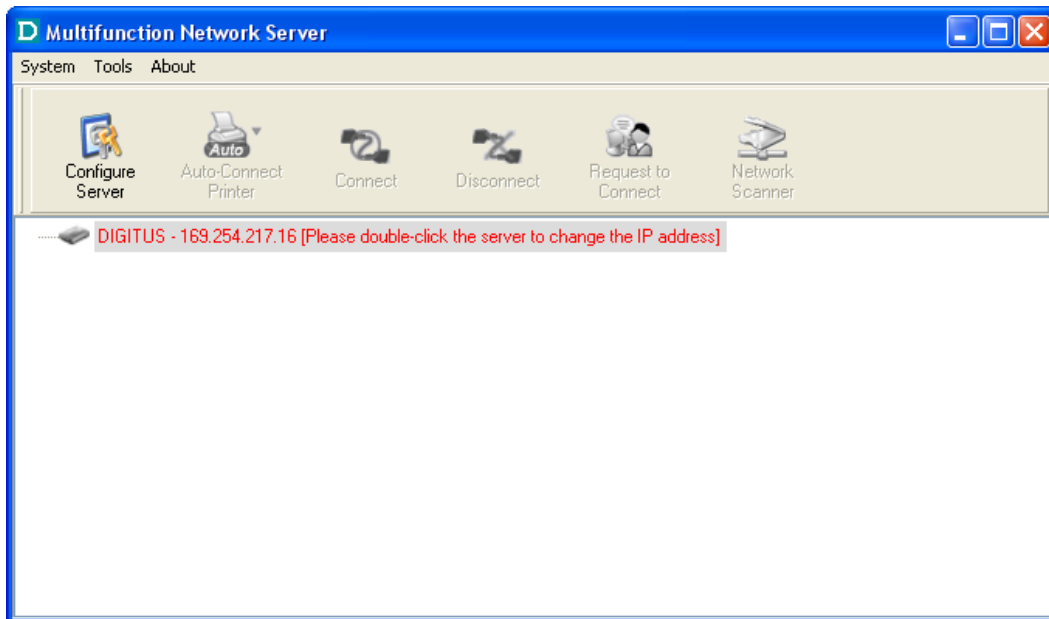 D Multifunction Network Server
System Tools About
Configure Server
Auto
Auto-Connect Printer
Connect
Disconnect
Request to Connect
Network Scanner
DIGITUS - 169.254.217.16 [Please double-click the server to change the IP address]